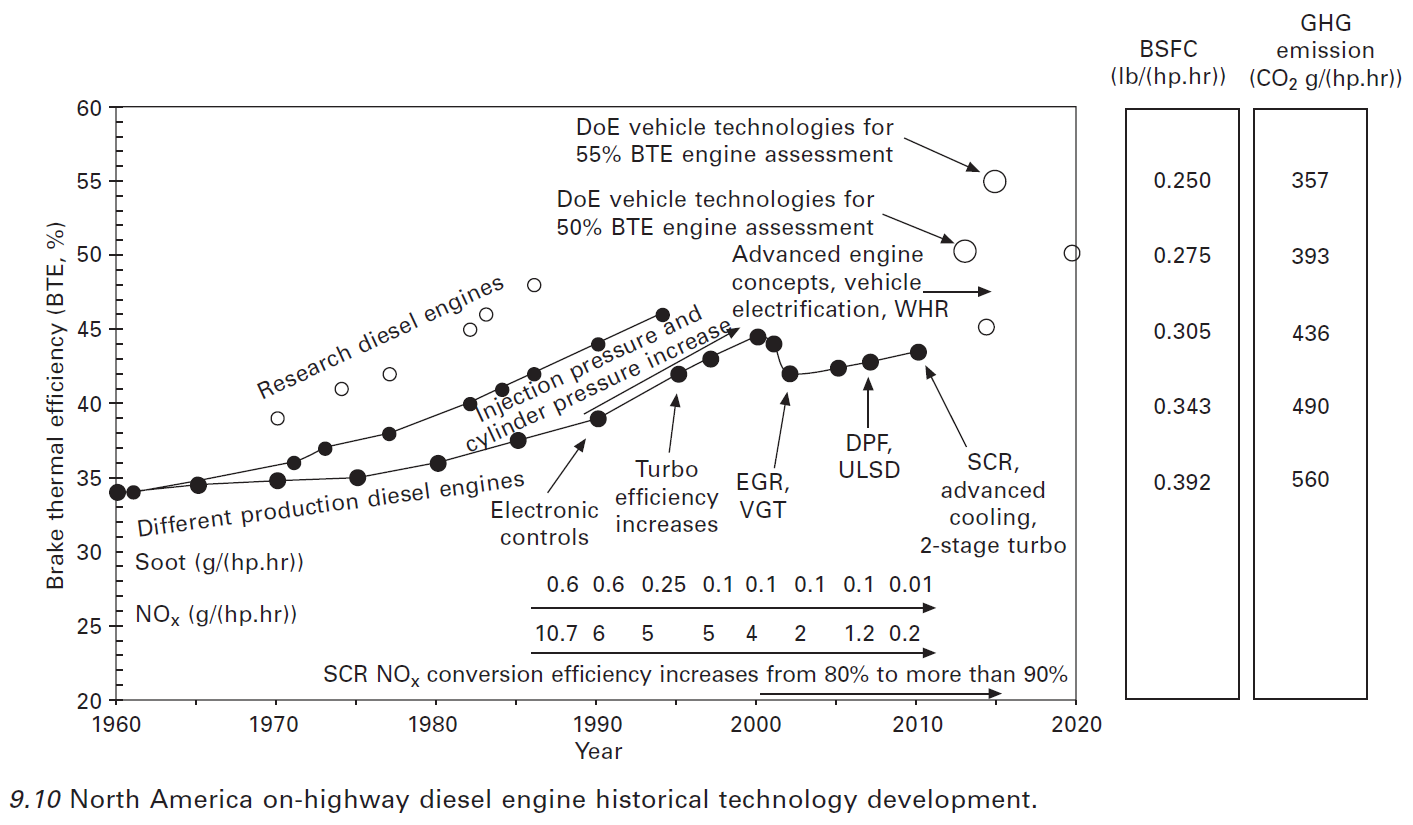 BSFC
(lb/(hp.hr))
GHG
emission
(CO2 g/(hp.hr))
60
55
50
45
40
35
30
25
20
Brake thermal efficiency (BTE, %)
DoE vehicle technologies for
55% BTE engine assessment
DoE vehicle technologies for
50% BTE engine assessment
Advanced engine
concepts, vehicle
electrification, WHR
Research diesel engines
Injection pressure and
cylinder pressure increase
Different production diesel engines
Electronic
controls
Turbo
efficiency
increases
EGR,
VGT
DPF,
ULSD
SCR,
advanced
cooling,
2-stage turbo
Soot (g/(hp.hr))
0.6 0.6 0.25 0.1 0.1 0.1 0.1 0.01
NOx (g/(hp.hr))
10.7 6 5 5 4 2 1.2 0.2
SCR NOx conversion efficiency increases from 80% to more than 90%
1960 1970 1980 1990 2000 2010 2020
Year
0.250 357
0.275 393
0.305 436
0.343 490
0.392 560
9.10 North America on-highway diesel engine historical technology development.